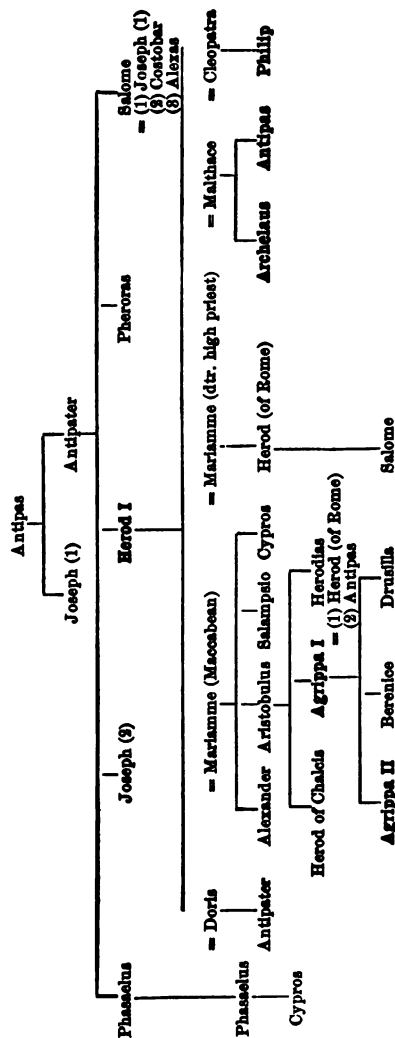 Antipas
Joseph (1) Antipater
Phasaelus Joseph (2) Herod I Pheroras Salome
= (1) Joseph (1)
(2) Costobar
(3) Alexas
= Doris = Mariamme (Maccabean) = Mariamme (dtr. high priest) = Malthace = Cleopatra
Phasaelus Antipater Alexander Aristobulus Salampsio Cypros Herod (of Rome) Archelaus Antipas Philip
Cypros Herod of Chalcis Agrippa I Herodias
= (1) Herod (of Rome)
(2) Antipas
Agrippa II Berenice Drusilla Salome